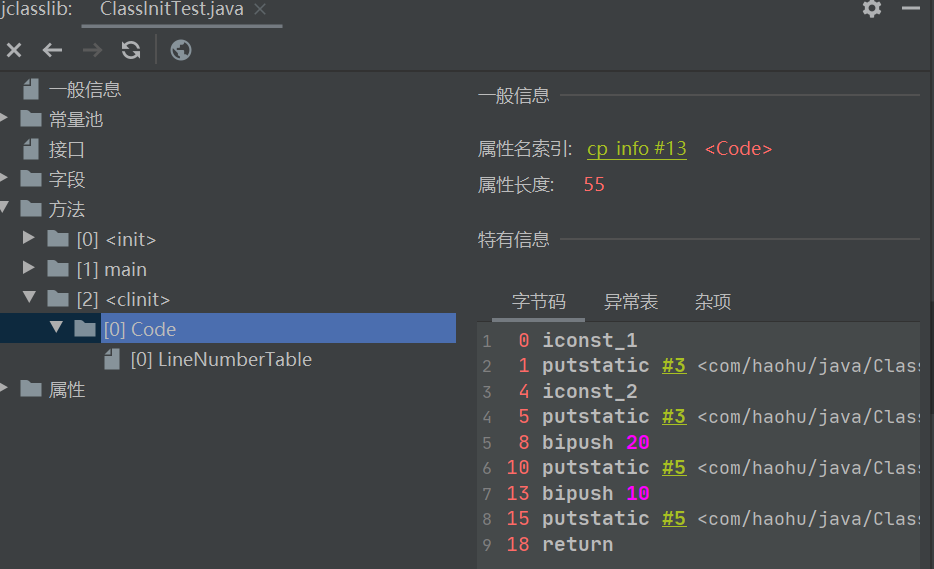 jclasslib: ClassInitTest.java
一般信息
常量池
接口
字段
方法
[0] <init>
[1] main
[2] <clinit>
[0] Code
[0] LineNumberTable
属性
一般信息
属性名索引: cp_info #13 <Code>
属性长度: 55
特有信息
字节码 异常表 杂项
1 0 iconst_1
2 1 putstatic #3 <com/haohu/java/Clas
3 4 iconst_2
4 5 putstatic #3 <com/haohu/java/Clas
5 8 bipush 20
6 10 putstatic #5 <com/haohu/java/Clas
7 13 bipush 10
8 15 putstatic #5 <com/haohu/java/Clas
9 18 return